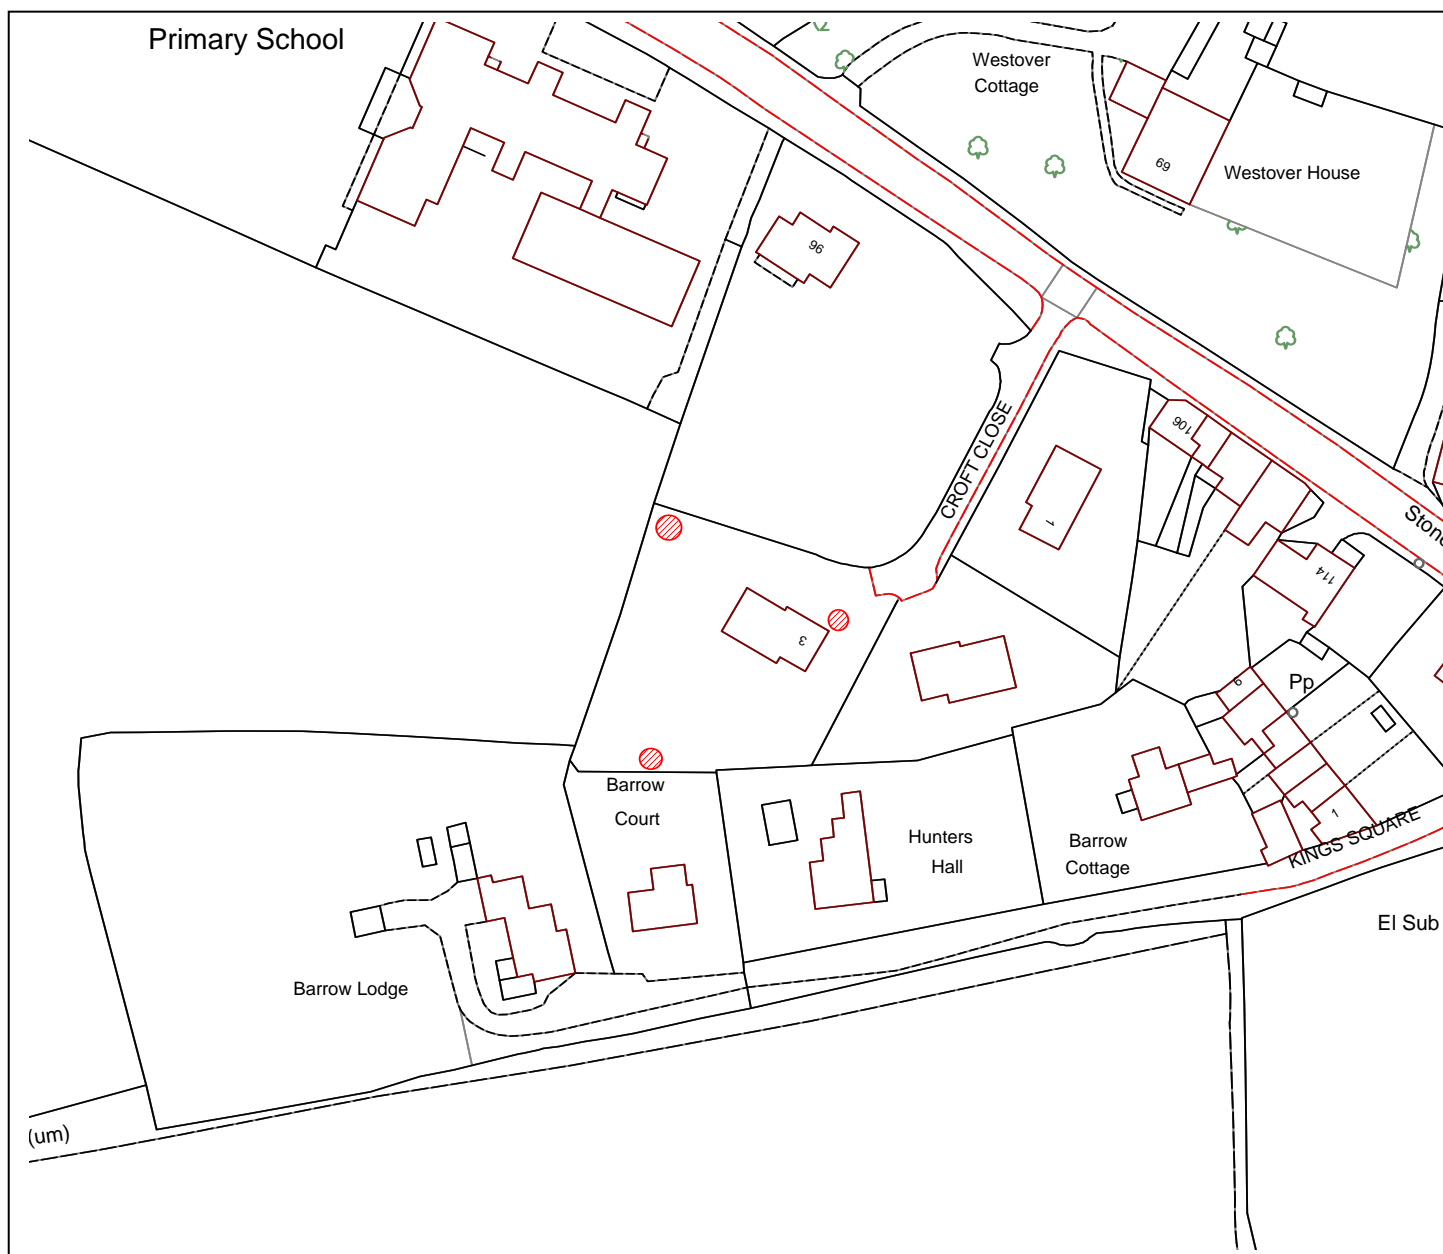 Primary School
Westover
Cottage
69
Westover House
96
CROFT CLOSE
106
1
114
3
6
Pp
Barrow
Court
Hunters
Hall
Barrow
Cottage
1
KINGS SQUARE
El Sub
Barrow Lodge
(um)